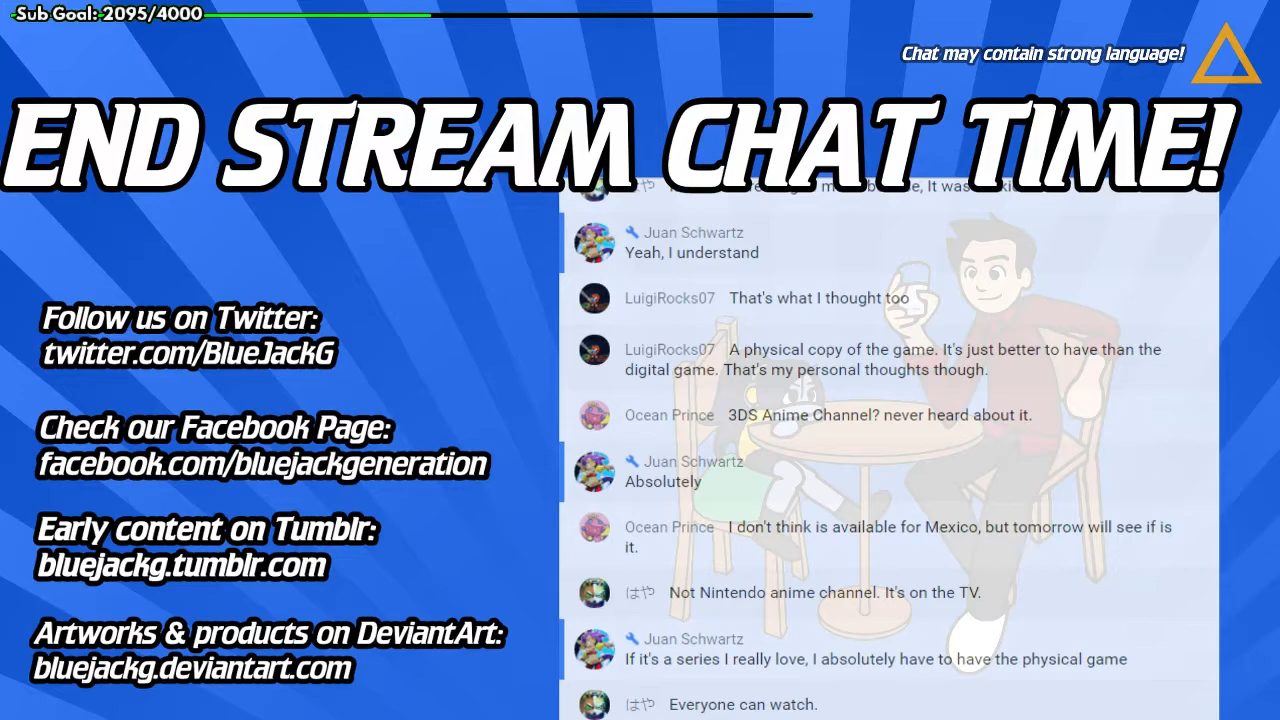 Sub Goal: 2095/4000
Chat may contain strong language!
END STREAM CHAT TIME!
はや It was
Juan Schwartz
Yeah, I understand
LuigiRocks07 That's what I thought too
LuigiRocks07 A physical copy of the game. It's just better to have than the
digital game. That's my personal thoughts though.
Ocean Prince 3DS Anime Channel? never heard about it.
Juan Schwartz
Absolutely
Ocean Prince I don't think is available for Mexico, but tomorrow will see if is
it.
はや Not Nintendo anime channel. It's on the TV.
Juan Schwartz
If it's a series I really love, I absolutely have to have the physical game
はや Everyone can watch.
Follow us on Twitter:
twitter.com/BlueJackG
Check our Facebook Page:
facebook.com/bluejackgeneration
Early content on Tumblr:
bluejackg.tumblr.com
Artworks & products on DeviantArt:
bluejackg.deviantart.com